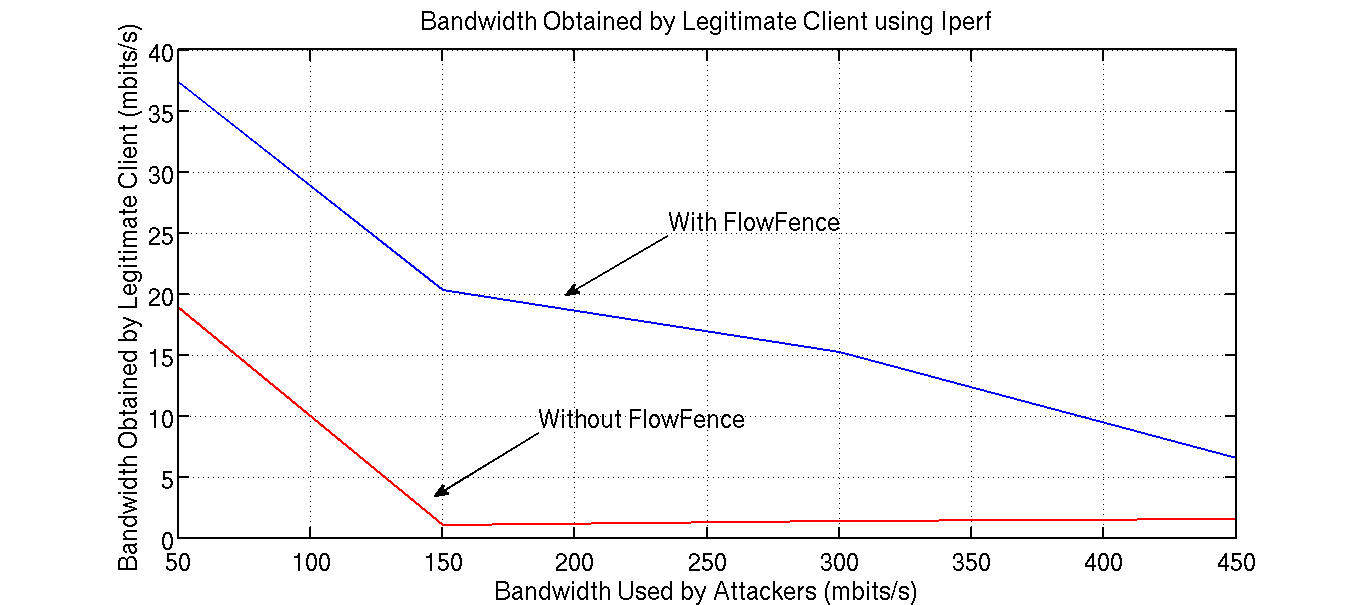 Bandwidth Obtained by Legitimate Client using Iperf
Bandwidth Obtained by Legitimate Client (mbits/s)
40
35
30
25
20
15
10
5
0
With FlowFence
Without FlowFence
50 100 150 200 250 300 350 400 450
Bandwidth Used by Attackers (mbits/s)